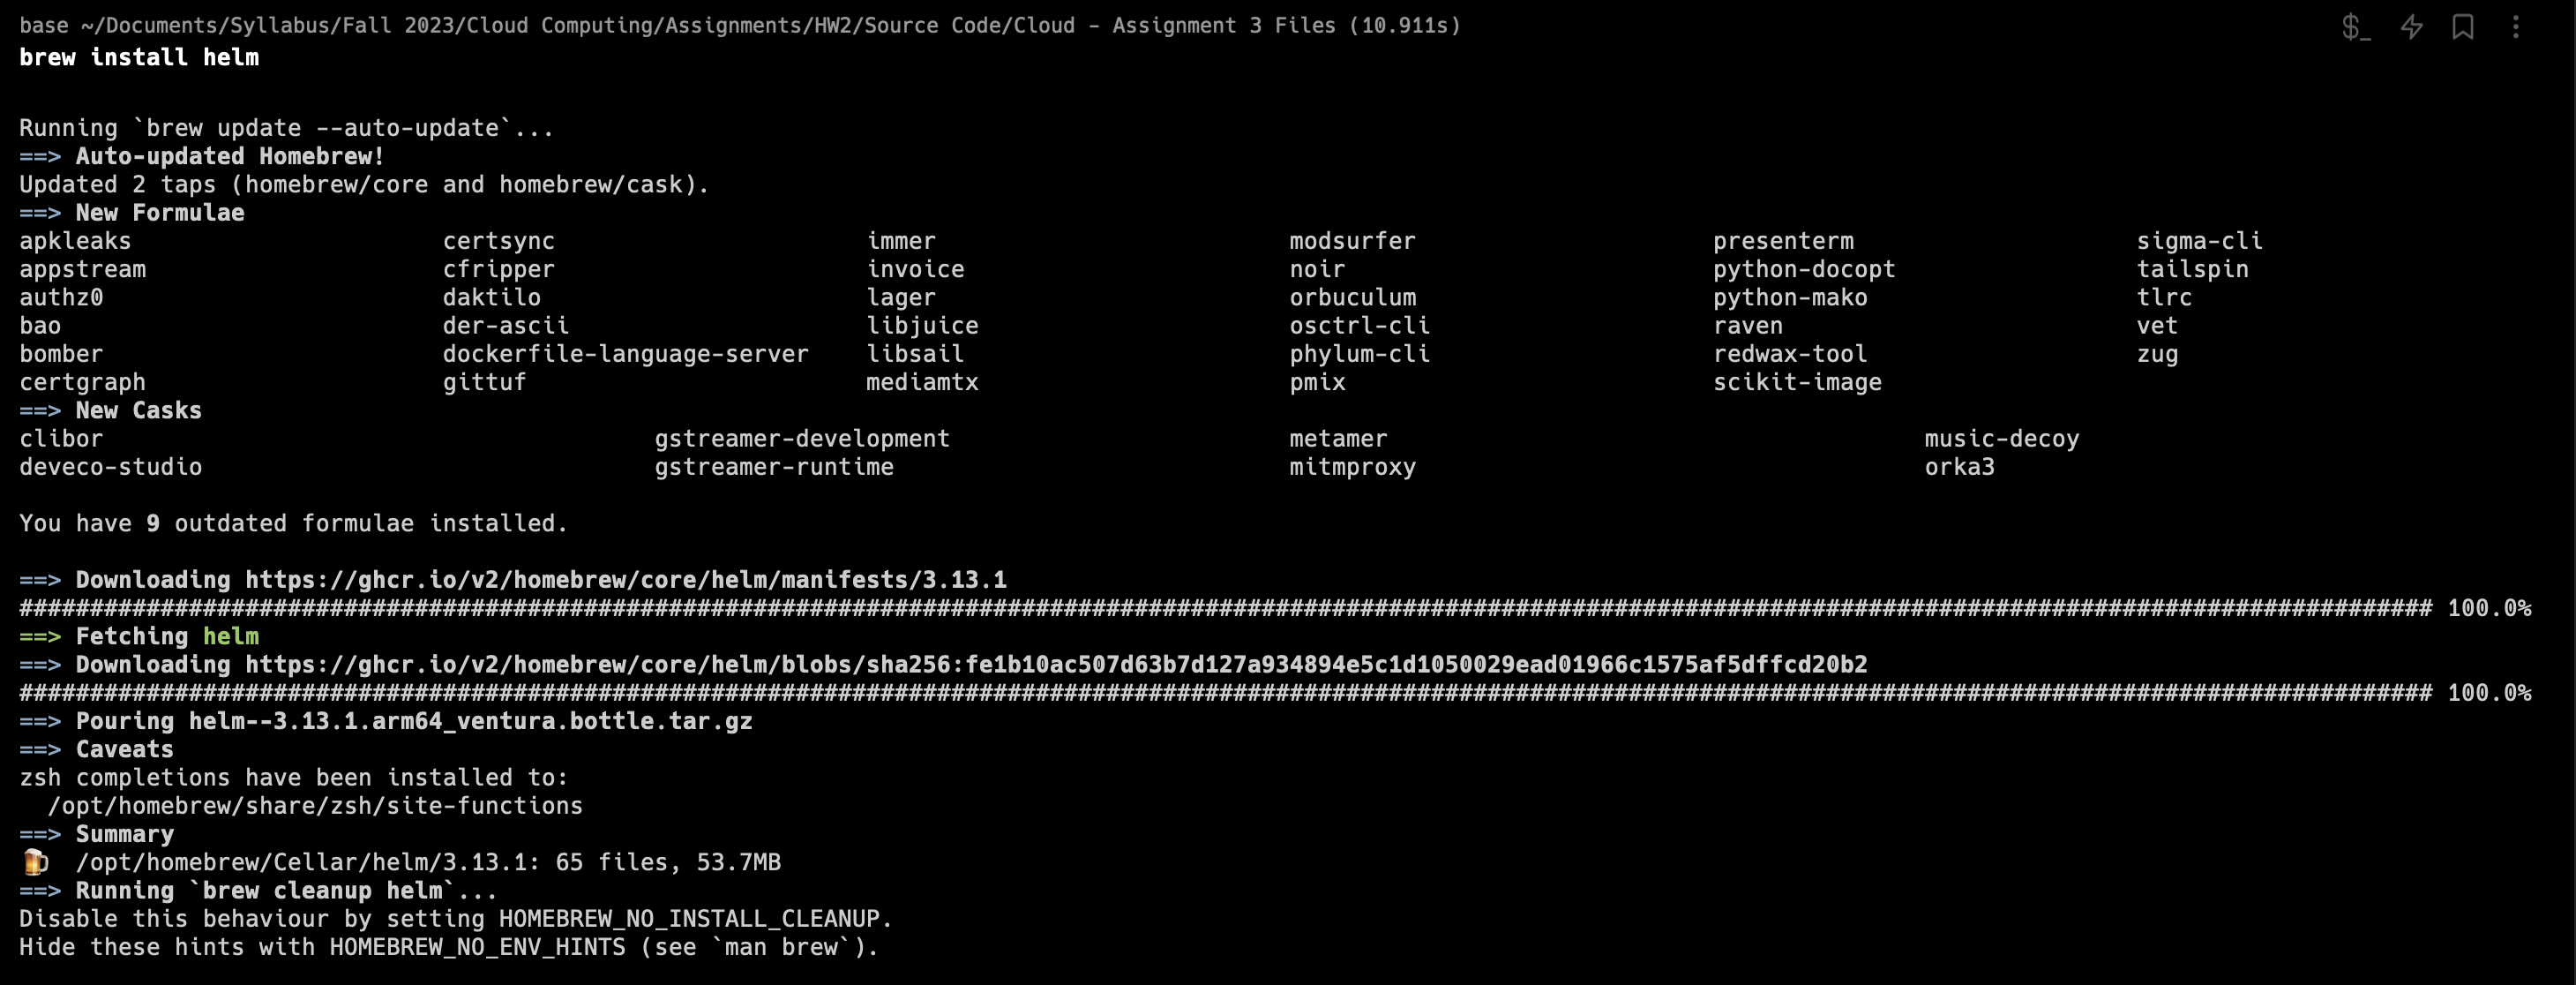 base ~/Documents/Syllabus/Fall 2023/Cloud Computing/Assignments/HW2/Source Code/Cloud - Assignment 3 Files (10.911s)
$_
brew install helm
Running `brew update --auto-update`...
==> Auto-updated Homebrew!
Updated 2 taps (homebrew/core and homebrew/cask).
==> New Formulae
apkleaks certsync immer modsurfer presenterm sigma-cli
appstream cfripper invoice noir python-docopt tailspin
authz0 daktilo lager orbuculum python-mako tlrc
bao der-ascii libjuice osctrl-cli raven vet
bomber dockerfile-language-server libsail phylum-cli redwax-tool zug
certgraph gittuf mediamtx pmix scikit-image
==> New Casks
clibor gstreamer-development metamer music-decoy
deveco-studio gstreamer-runtime mitmproxy orka3
You have 9 outdated formulae installed.
==> Downloading https://ghcr.io/v2/homebrew/core/helm/manifests/3.13.1
########################################################################################################################################################################### 100.0%
==> Fetching helm
==> Downloading https://ghcr.io/v2/homebrew/core/helm/blobs/sha256:fe1b10ac507d63b7d127a934894e5c1d1050029ead01966c1575af5dffcd20b2
########################################################################################################################################################################### 100.0%
==> Pouring helm--3.13.1.arm64_ventura.bottle.tar.gz
==> Caveats
zsh completions have been installed to:
/opt/homebrew/share/zsh/site-functions
==> Summary
🍺 /opt/homebrew/Cellar/helm/3.13.1: 65 files, 53.7MB
==> Running `brew cleanup helm`...
Disable this behaviour by setting HOMEBREW_NO_INSTALL_CLEANUP.
Hide these hints with HOMEBREW_NO_ENV_HINTS (see `man brew`).